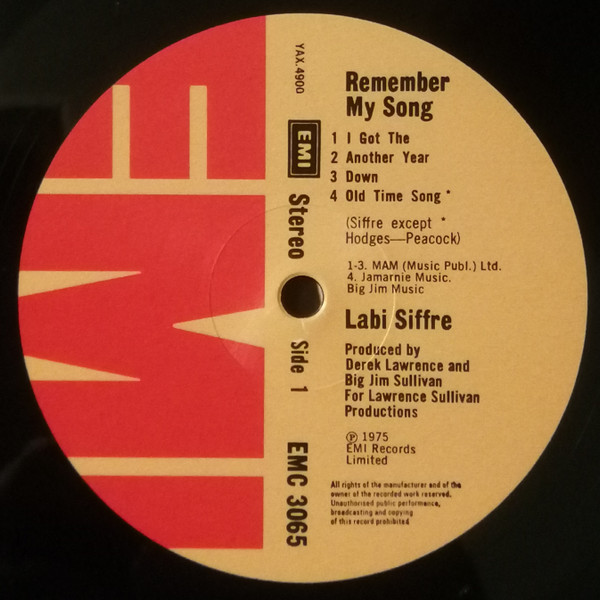 YAX.4900
EMI
Stereo
Side 1
EMC 3065
Remember
My Song
1 I Got The
2 Another Year
3 Down
4 Old Time Song *
(Siffre except *
Hodges—Peacock)
1-3. MAM (Music Publ.) Ltd.
4. Jamarnie Music.
Big Jim Music
Labi Siffre
Produced by
Derek Lawrence and
Big Jim Sullivan
For Lawrence Sullivan
Productions
℗ 1975
EMI Records
Limited
All rights of the manufacturer and of the
owner of the recorded work reserved.
Unauthorised public performance,
broadcasting and copying
of this record prohibited
EMI